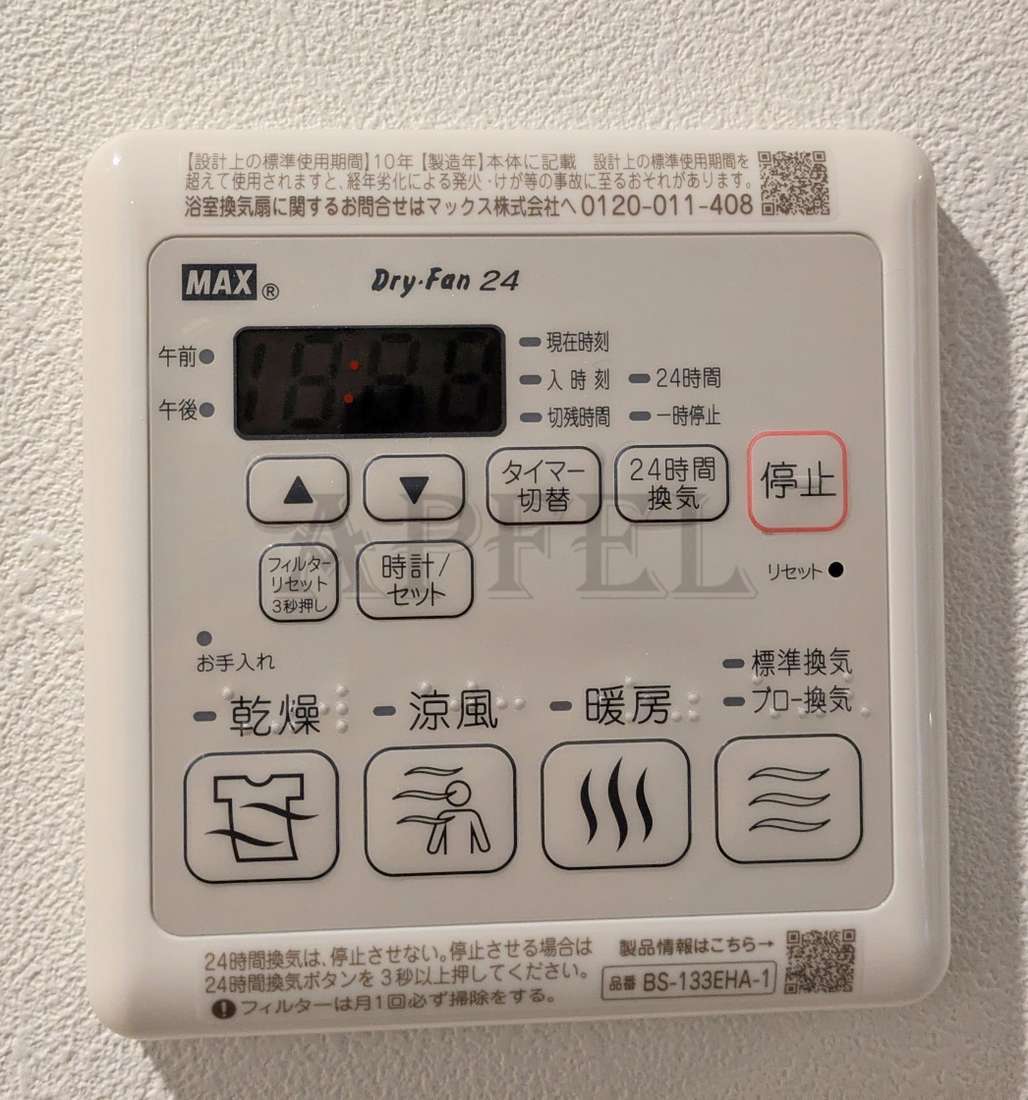 【設計上の標準使用期間】10年【製造年】本体に記載 設計上の標準使用期間を
超えて使用されますと、経年劣化による発火・けが等の事故に至るおそれがあります。
浴室換気扇に関するお問合せはマックス株式会社へ 0120-011-408
MAX® Dry・Fan 24
午前
午後
現在時刻
入時刻 24時間
切残時間 一時停止
▲ ▼
タイマー
切替
24時間
換気
停止
フィルター
リセット
3秒押し
時計/
セット
リセット
APFEL
お手入れ
標準換気
乾燥 涼風 暖房 ブロー換気
24時間換気は、停止させない。停止させる場合は
24時間換気ボタンを3秒以上押してください。
フィルターは月1回必ず掃除をする。
製品情報はこちら→
品番 BS-133EHA-1